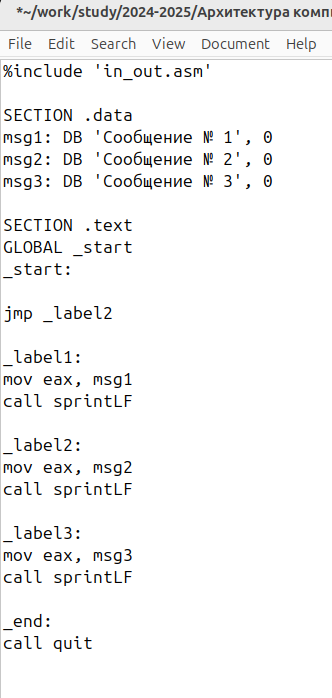 *~/work/study/2024-2025/Архитектура
File Edit Search View Document Help
%include 'in_out.asm'
SECTION .data
msg1: DB 'Сообщение № 1', 0
msg2: DB 'Сообщение № 2', 0
msg3: DB 'Сообщение № 3', 0
SECTION .text
GLOBAL _start
_start:
jmp _label2
_label1:
mov eax, msg1
call sprintLF
_label2:
mov eax, msg2
call sprintLF
_label3:
mov eax, msg3
call sprintLF
_end:
call quit